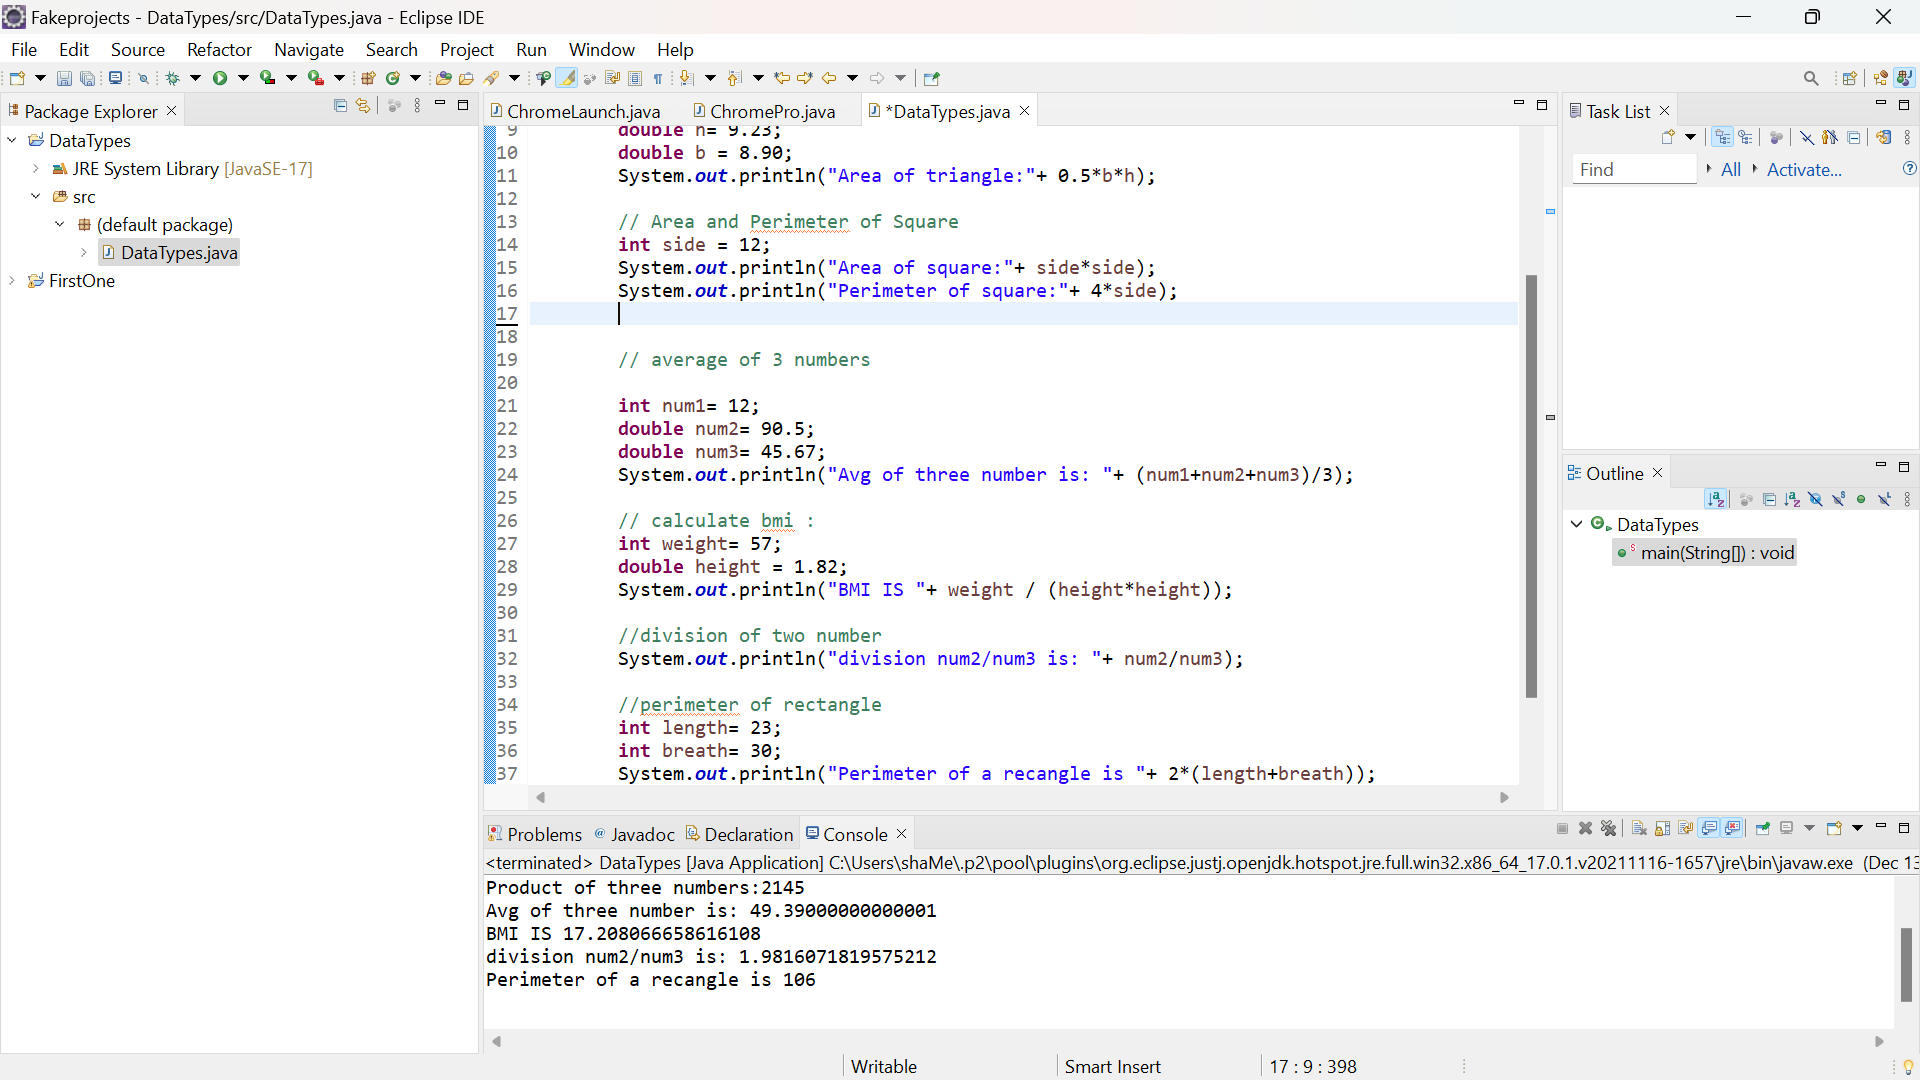 Fakeprojects - DataTypes/src/DataTypes.java - Eclipse IDE
File Edit Source Refactor Navigate Search Project Run Window Help
Package Explorer
DataTypes
JRE System Library [JavaSE-17]
src
(default package)
DataTypes.java
FirstOne
ChromeLaunch.java ChromePro.java *DataTypes.java
9 double h= 9.23;
10 double b = 8.90;
11 System.out.println("Area of triangle:"+ 0.5*b*h);
12
13 // Area and Perimeter of Square
14 int side = 12;
15 System.out.println("Area of square:"+ side*side);
16 System.out.println("Perimeter of square:"+ 4*side);
17
18
19 // average of 3 numbers
20
21 int num1= 12;
22 double num2= 90.5;
23 double num3= 45.67;
24 System.out.println("Avg of three number is: "+ (num1+num2+num3)/3);
25
26 // calculate bmi :
27 int weight= 57;
28 double height = 1.82;
29 System.out.println("BMI IS "+ weight / (height*height));
30
31 //division of two number
32 System.out.println("division num2/num3 is: "+ num2/num3);
33
34 //perimeter of rectangle
35 int length= 23;
36 int breath= 30;
37 System.out.println("Perimeter of a recangle is "+ 2*(length+breath));
Task List
Find All Activate...
Outline
DataTypes
main(String[]) : void
Problems Javadoc Declaration Console
<terminated> DataTypes [Java Application] C:\Users\shaMe\.p2\pool\plugins\org.eclipse.justj.openjdk.hotspot.jre.full.win32.x86_64_17.0.1.v20211116-1657\jre\bin\javaw.exe (Dec 13
Product of three numbers:2145
Avg of three number is: 49.39000000000001
BMI IS 17.208066658616108
division num2/num3 is: 1.9816071819575212
Perimeter of a recangle is 106
Writable Smart Insert 17 : 9 : 398